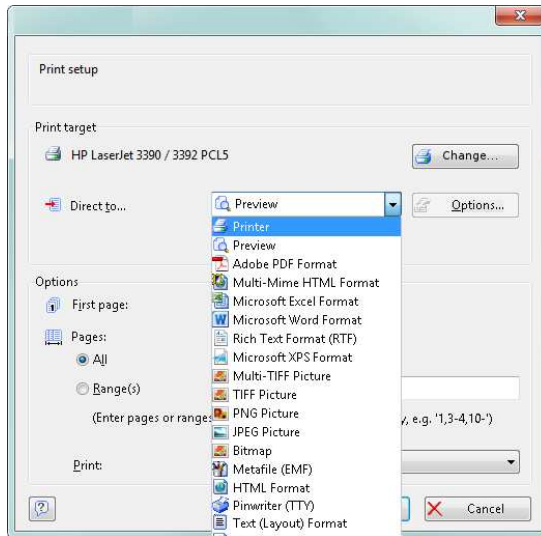 Print setup
Print target
HP LaserJet 3390 / 3392 PCL5
Change...
Direct to...
Preview
Options...
Printer
Preview
Adobe PDF Format
Multi-Mime HTML Format
Microsoft Excel Format
Microsoft Word Format
Rich Text Format (RTF)
Microsoft XPS Format
Multi-TIFF Picture
TIFF Picture
PNG Picture
JPEG Picture
Bitmap
Metafile (EMF)
HTML Format
Pinwriter (TTY)
Text (Layout) Format
Options
First page:
Pages:
All
Range(s)
(Enter pages or range
, e.g. '1,3-4,10-')
Print:
Cancel